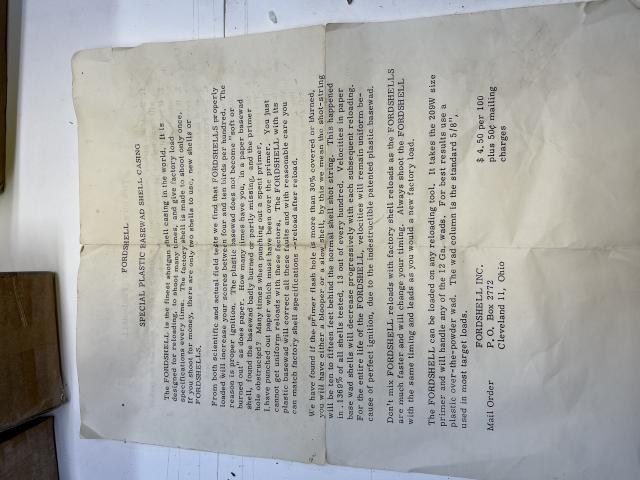 FORDSHELL
SPECIAL PLASTIC BASEWAD SHELL CASING
The FORDSHELL, is the finest shotgun shell casing in the world. It is
designed for reloading, to shoot many times, and give factory load
specifications every time. The factory shell is made to shoot only once.
If you shoot for money, there are only two shells to use, new shells or
FORDSHELLS.
From both scientific and actual field tests we find that FORDSHELLS properly
loaded will increase your scores between four and ten birds per hundred. The
reason is proper ignition. The plastic basewad does not become "soft or
burned out" as does paper. How many times have you, in a paper basewad
shell, found the basewad badly burned or partly missing, and the primer
hole obstructed? Many times when punching out a spent primer,
I have punched out paper which must have been over the primer. You just
cannot get uniform reloads with these factors. The FORDSHELL with its
plastic basewad will correct all these faults and with reasonable care you
can match factory shell specifications - reload after reload.
We have found if the primer flash hole is more than 30% covered or burned,
you will have either a blooper or a slow shell, by this we mean the shot-string
will be ten to fifteen feet behind the normal shell shot string. This happened
in .1369% of all shells tested, 13 out of every hundred. Velocities in paper
base wad shells will decrease progressively with each subsequent reloading.
For the entire life of the FORDSHELL, velocities will remain uniform be-
cause of perfect ignition, due to the indestructible patented plastic basewad.
Don't mix FORDSHELL reloads with factory shell reloads as the FORDSHELLS
are much faster and will change your timing. Always shoot the FORDSHELL
with the same timing and leads as you would a new factory load.
The FORDSHELL can be loaded on any reloading tool. It takes the 209W size
primer and will handle any of the 12 Ga. wads. For best results use a
plastic over-the-powder wad. The wad column is the standard 5/8",
used in most target loads.
Mail Order FORDSHELL INC. $ 4.50 per 100
P.O. Box 2772 plus 50¢ mailing
Cleveland 11, Ohio charges